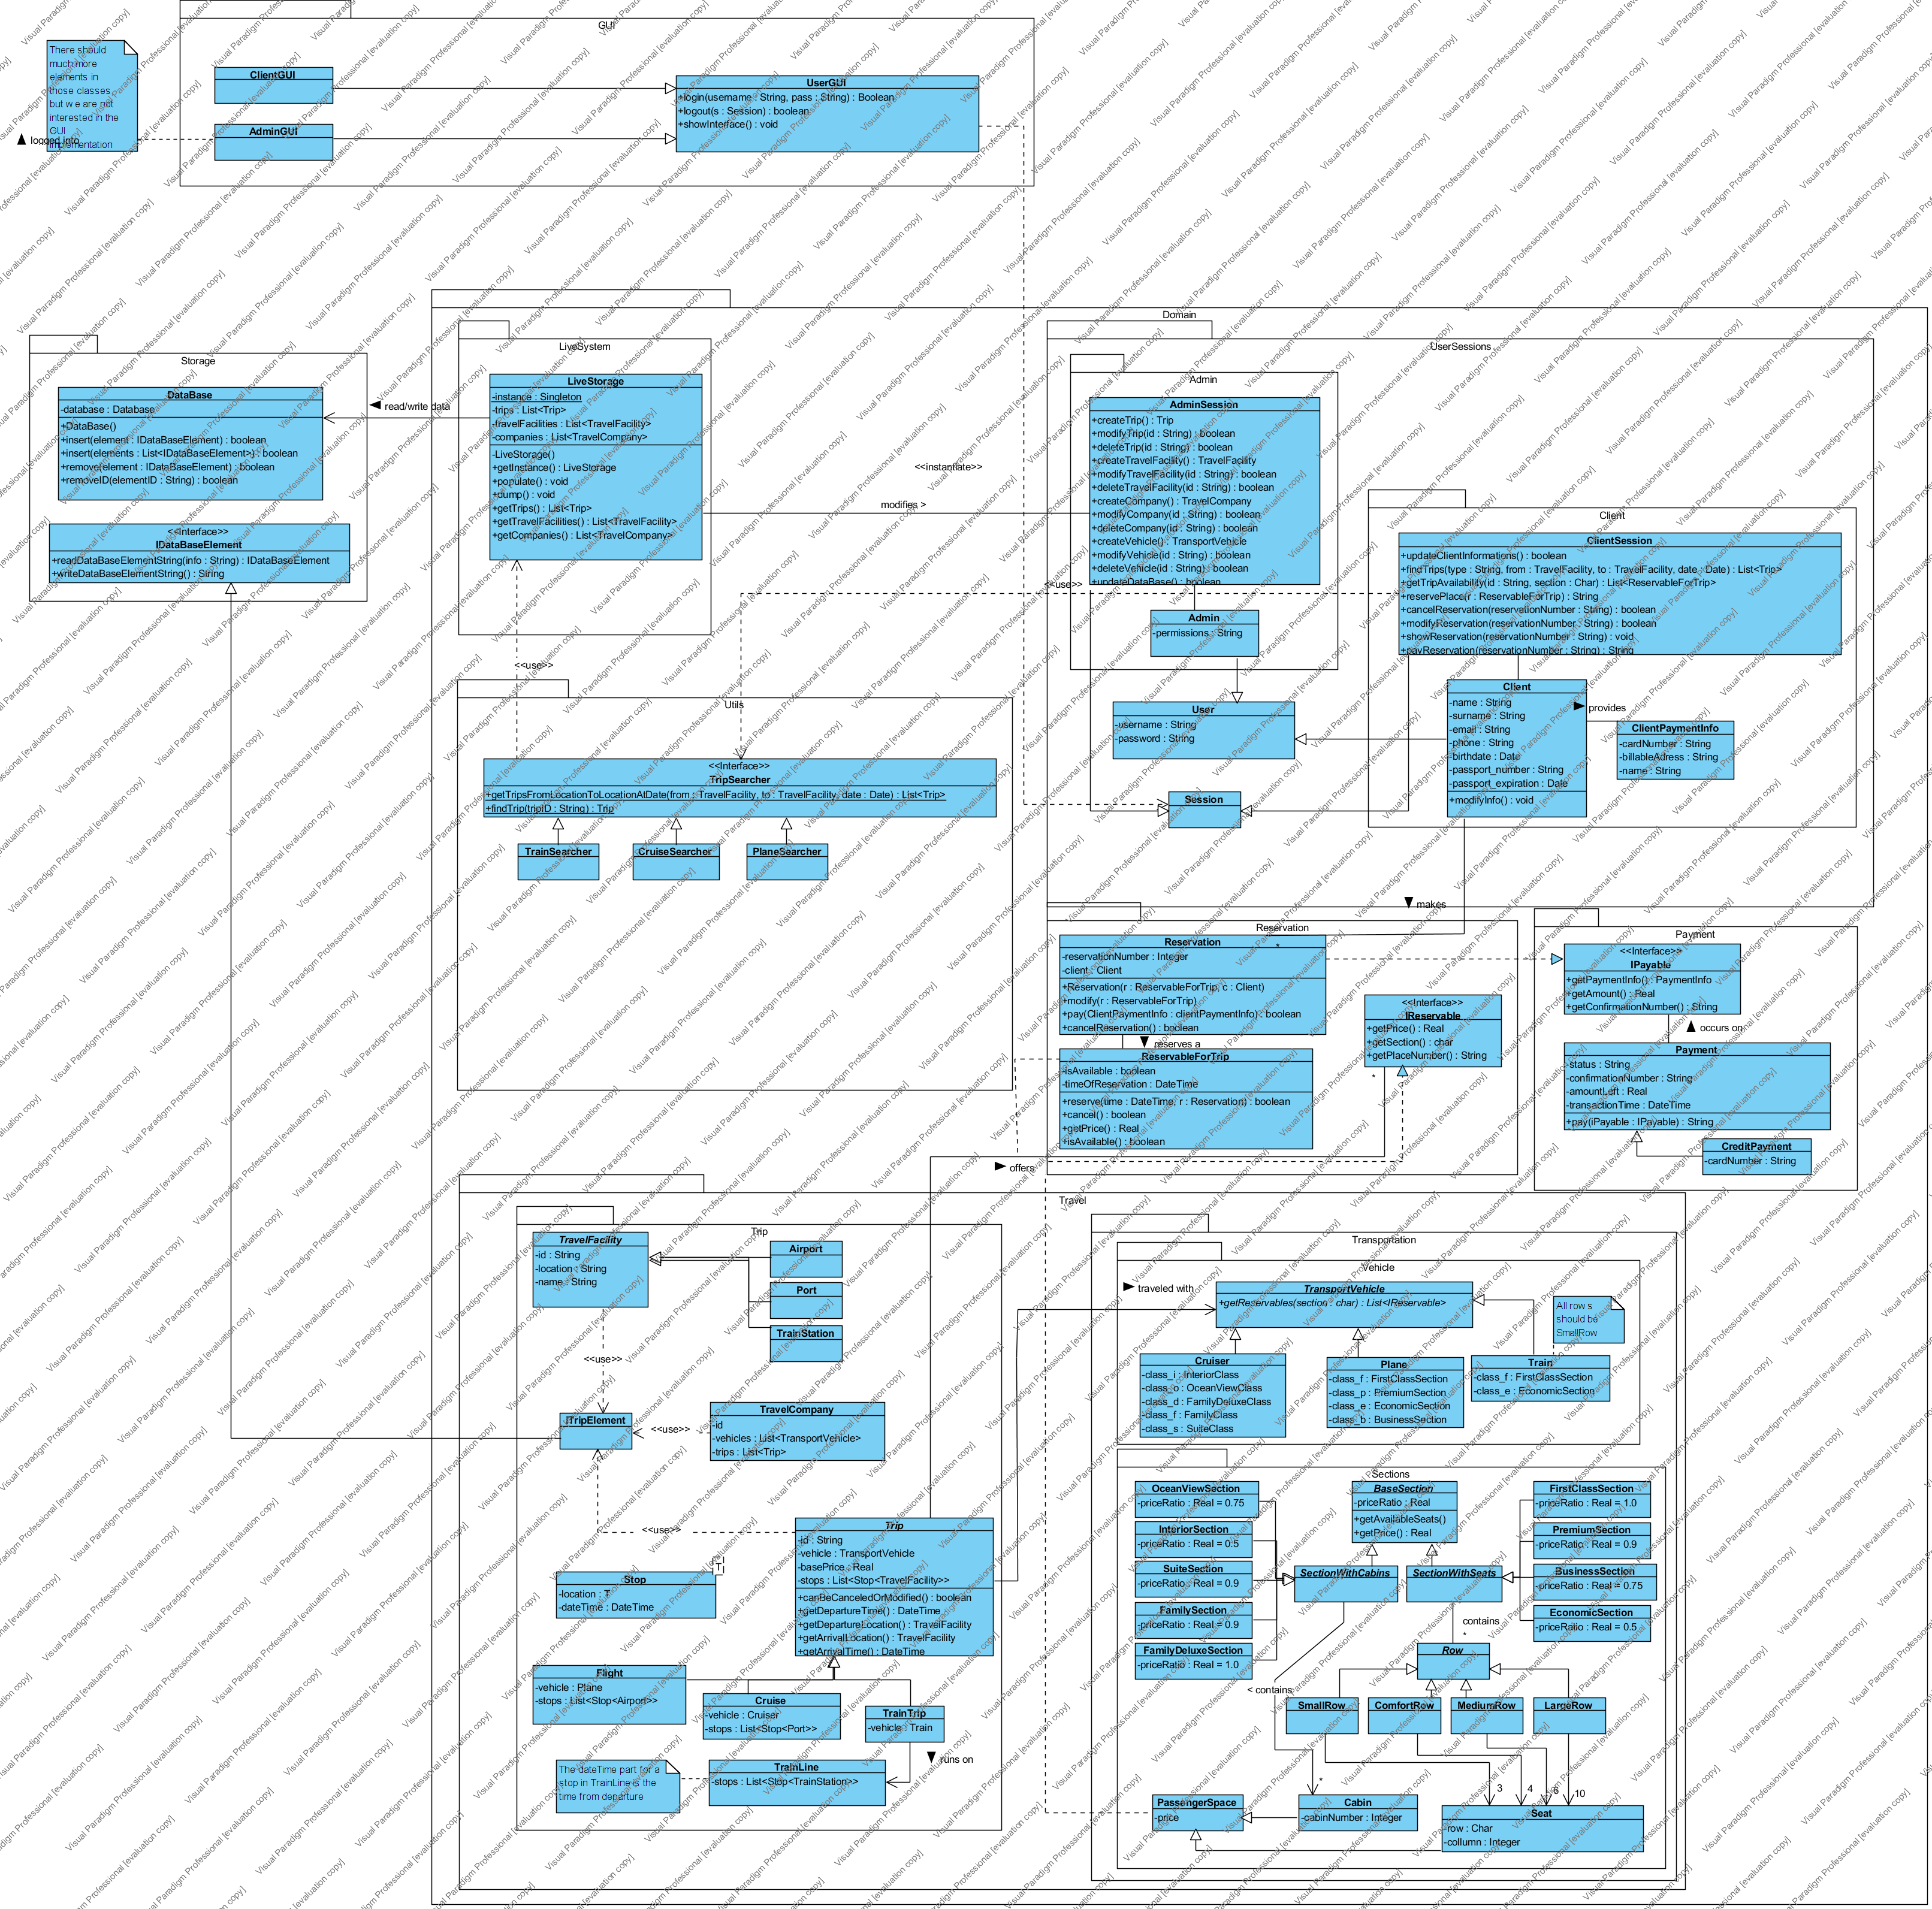 GUI
There should
much more
elements in
those classes
but we are not
interested in the
GUI
implementation
logged into
ClientGUI
AdminGUI
UserGUI
+login(username : String, pass : String) : Boolean
+logout(s : Session) : boolean
+showInterface() : void
Domain
Storage
DataBase
-database : Database
+DataBase()
+insert(element : IDataBaseElement) : boolean
+insert(elements : List<IDataBaseElement>) : boolean
+remove(element : IDataBaseElement) : boolean
+removeID(elementID : String) : boolean
<<Interface>>
IDataBaseElement
+readDataBaseElementString(info : String) : IDataBaseElement
+writeDataBaseElementString() : String
read/write data
LiveSystem
LiveStorage
-instance : Singleton
-trips : List<Trip>
-travelFacilities : List<TravelFacility>
-companies : List<TravelCompany>
-LiveStorage()
+getInstance() : LiveStorage
+populate() : void
+dump() : void
+getTrips() : List<Trip>
+getTravelFacilities() : List<TravelFacility>
+getCompanies() : List<TravelCompany>
<<instantiate>>
modifies >
<<use>>
<<use>>
UserSessions
Admin
AdminSession
+createTrip() : Trip
+modifyTrip(id : String) : boolean
+deleteTrip(id : String) : boolean
+createTravelFacility() : TravelFacility
+modifyTravelFacility(id : String) : boolean
+deleteTravelFacility(id : String) : boolean
+createCompany() : TravelCompany
+modifyCompany(id : String) : boolean
+deleteCompany(id : String) : boolean
+createVehicle() : TransportVehicle
+modifyVehicle(id : String) : boolean
+deleteVehicle(id : String) : boolean
+updateDataBase() : boolean
Admin
-permissions : String
User
-username : String
-password : String
Session
Client
ClientSession
+updateClientInformations() : boolean
+findTrips(type : String, from : TravelFacility, to : TravelFacility, date : Date) : List<Trip>
+getTripAvailability(id : String, section : Char) : List<ReservableForTrip>
+reservePlace(r : ReservableForTrip) : String
+cancelReservation(reservationNumber : String) : boolean
+modifyReservation(reservationNumber : String) : boolean
+showReservation(reservationNumber : String) : void
+payReservation(reservationNumber : String) : String
Client
-name : String
-surname : String
-email : String
-phone : String
-birthdate : Date
-passport_number : String
-passport_expiration : Date
+modifyInfo() : void
provides
ClientPaymentInfo
-cardNumber : String
-billableAdress : String
-name : String
makes
Utils
<<Interface>>
TripSearcher
+getTripsFromLocationToLocationAtDate(from : TravelFacility, to : TravelFacility, date : Date) : List<Trip>
+findTrip(tripID : String) : Trip
TrainSearcher
CruiseSearcher
PlaneSearcher
Reservation
Reservation
*
-reservationNumber : Integer
-client : Client
+Reservation(r : ReservableForTrip, c : Client)
+modify(r : ReservableForTrip)
+pay(ClientPaymentInfo : clientPaymentInfo) : boolean
+cancelReservation() : boolean
reserves a
ReservableForTrip
-isAvailable : boolean
-timeOfReservation : DateTime
+reserve(time : DateTime, r : Reservation) : boolean
+cancel() : boolean
+getPrice() : Real
+isAvailable() : boolean
<<Interface>>
IReservable
+getPrice() : Real
+getSection() : char
+getPlaceNumber() : String
*
offers
Payment
<<Interface>>
IPayable
+getPaymentInfo() : PaymentInfo
+getAmount() : Real
+getConfirmationNumber() : String
occurs on
Payment
-status : String
-confirmationNumber : String
-amountLeft : Real
-transactionTime : DateTime
+pay(iPayable : IPayable) : String
CreditPayment
-cardNumber : String
Travel
Trip
TravelFacility
-id : String
-location : String
-name : String
Airport
Port
TrainStation
<<use>>
iTripElement
<<use>>
TravelCompany
-id
-vehicles : List<TransportVehicle>
-trips : List<Trip>
<<use>>
Trip
-id : String
-vehicle : TransportVehicle
-basePrice : Real
-stops : List<Stop<TravelFacility>>
+canBeCanceledOrModified() : boolean
+getDepartureTime() : DateTime
+getDepartureLocation() : TravelFacility
+getArrivalLocation() : TravelFacility
+getArrivalTime() : DateTime
T
Stop
-location : T
-dateTime : DateTime
Flight
-vehicle : Plane
-stops : List<Stop<Airport>>
Cruise
-vehicle : Cruiser
-stops : List<Stop<Port>>
TrainTrip
-vehicle : Train
runs on
TrainLine
-stops : List<Stop<TrainStation>>
The dateTime part for a
stop in TrainLine is the
time from departure
Transportation
Vehicle
traveled with
TransportVehicle
+getReservables(section : char) : List<IReservable>
All rows
should be
SmallRow
Cruiser
-class_i : InteriorClass
-class_o : OceanViewClass
-class_d : FamilyDeluxeClass
-class_f : FamilyClass
-class_s : SuiteClass
Plane
-class_f : FirstClassSection
-class_p : PremiumSection
-class_e : EconomicSection
-class_b : BusinessSection
Train
-class_f : FirstClassSection
-class_e : EconomicSection
Sections
OceanViewSection
-priceRatio : Real = 0.75
InteriorSection
-priceRatio : Real = 0.5
SuiteSection
-priceRatio : Real = 0.9
FamilySection
-priceRatio : Real = 0.9
FamilyDeluxeSection
-priceRatio : Real = 1.0
BaseSection
-priceRatio : Real
+getAvailableSeats()
+getPrice() : Real
SectionWithCabins
SectionWithSeats
FirstClassSection
-priceRatio : Real = 1.0
PremiumSection
-priceRatio : Real = 0.9
BusinessSection
-priceRatio : Real = 0.75
EconomicSection
-priceRatio : Real = 0.5
contains
*
Row
< contains
SmallRow
ComfortRow
MediumRow
LargeRow
*
3
4
6
10
PassengerSpace
-price
Cabin
-cabinNumber : Integer
Seat
-row : Char
-collumn : Integer
Visual Paradigm Professional [evaluation copy]